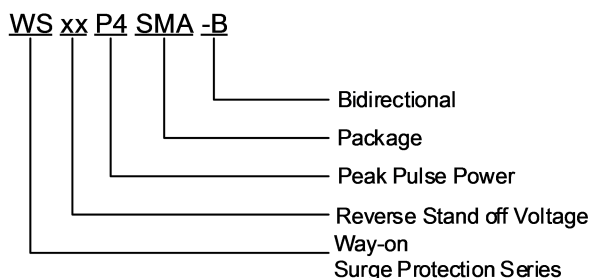 WS xx P4 SMA -B
Bidirectional
Package
Peak Pulse Power
Reverse Stand off Voltage
Way-on
Surge Protection Series